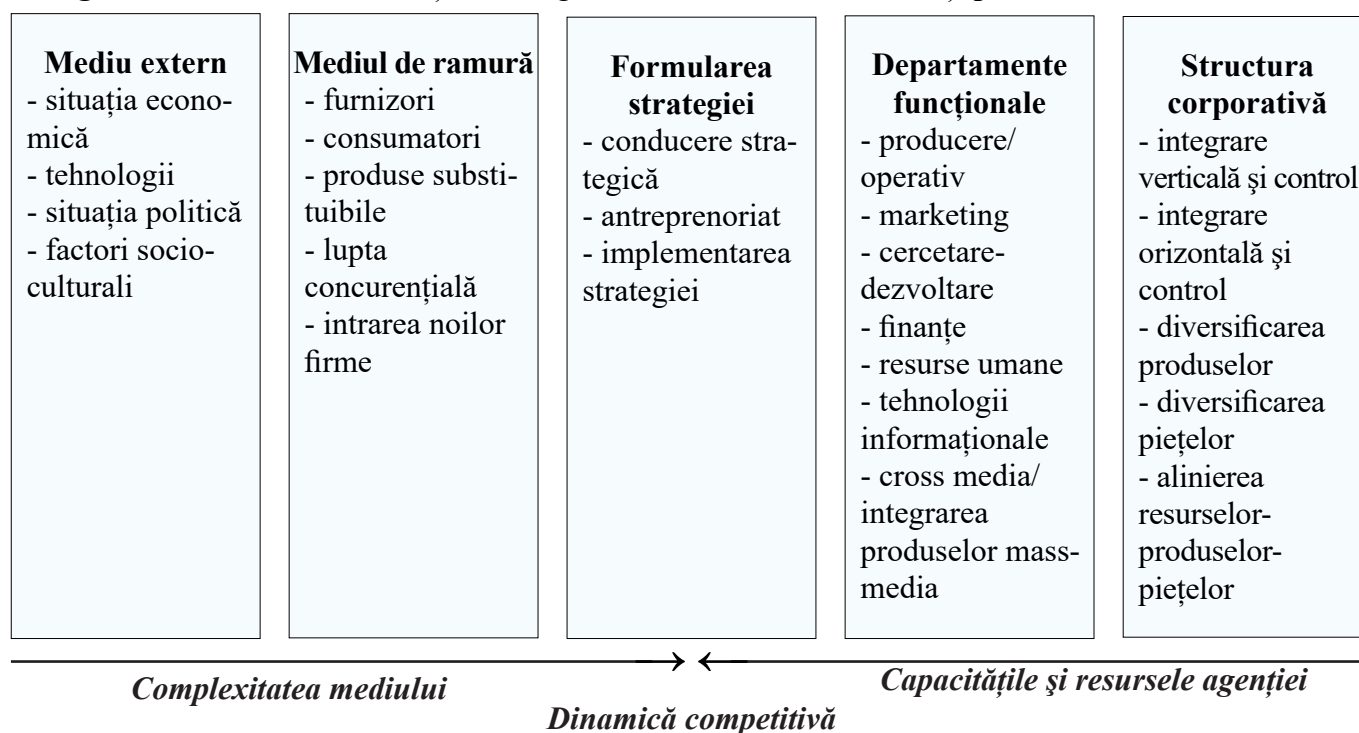 Mediu extern
- situația econo-
mică
- tehnologii
- situația politică
- factori socio-
culturali
Mediul de ramură
- furnizori
- consumatori
- produse substi-
tuibile
- lupta
concurențială
- intrarea noilor
firme
Formularea
strategiei
- conducere stra-
tegică
- antreprenoriat
- implementarea
strategiei
Departamente
funcționale
- producere/
operativ
- marketing
- cercetare-
dezvoltare
- finanțe
- resurse umane
- tehnologii
informaționale
- cross media/
integrarea
produselor mass-
media
Structura
corporativă
- integrare
verticală şi control
- integrare
orizontală şi
control
- diversificarea
produselor
- diversificarea
piețelor
- alinierea
resurselor-
produselor-
piețelor
Complexitatea mediului
Capacitățile şi resursele agenției
Dinamică competitivă